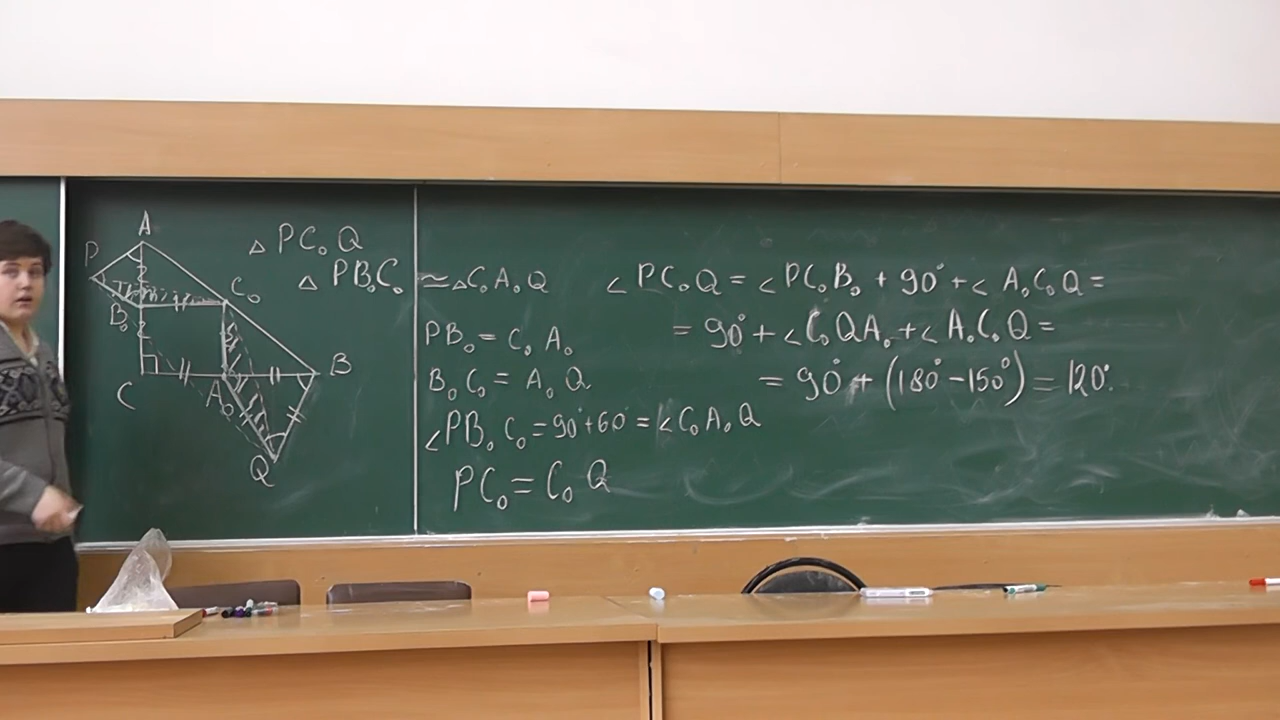 A
P
C₀
B₀
B
C
A₀
Q
△ PC₀Q
△ PB₀C₀ ≈ △C₀A₀Q
PB₀ = C₀A₀
B₀C₀ = A₀Q
∠PB₀C₀ = 90°+60° = ∠C₀A₀Q
PC₀ = C₀Q
∠PC₀Q = ∠PC₀B₀ + 90° + ∠A₀C₀Q =
= 90° + ∠C₀QA₀ + ∠A₀C₀Q =
= 90° + (180° - 150°) = 120°.